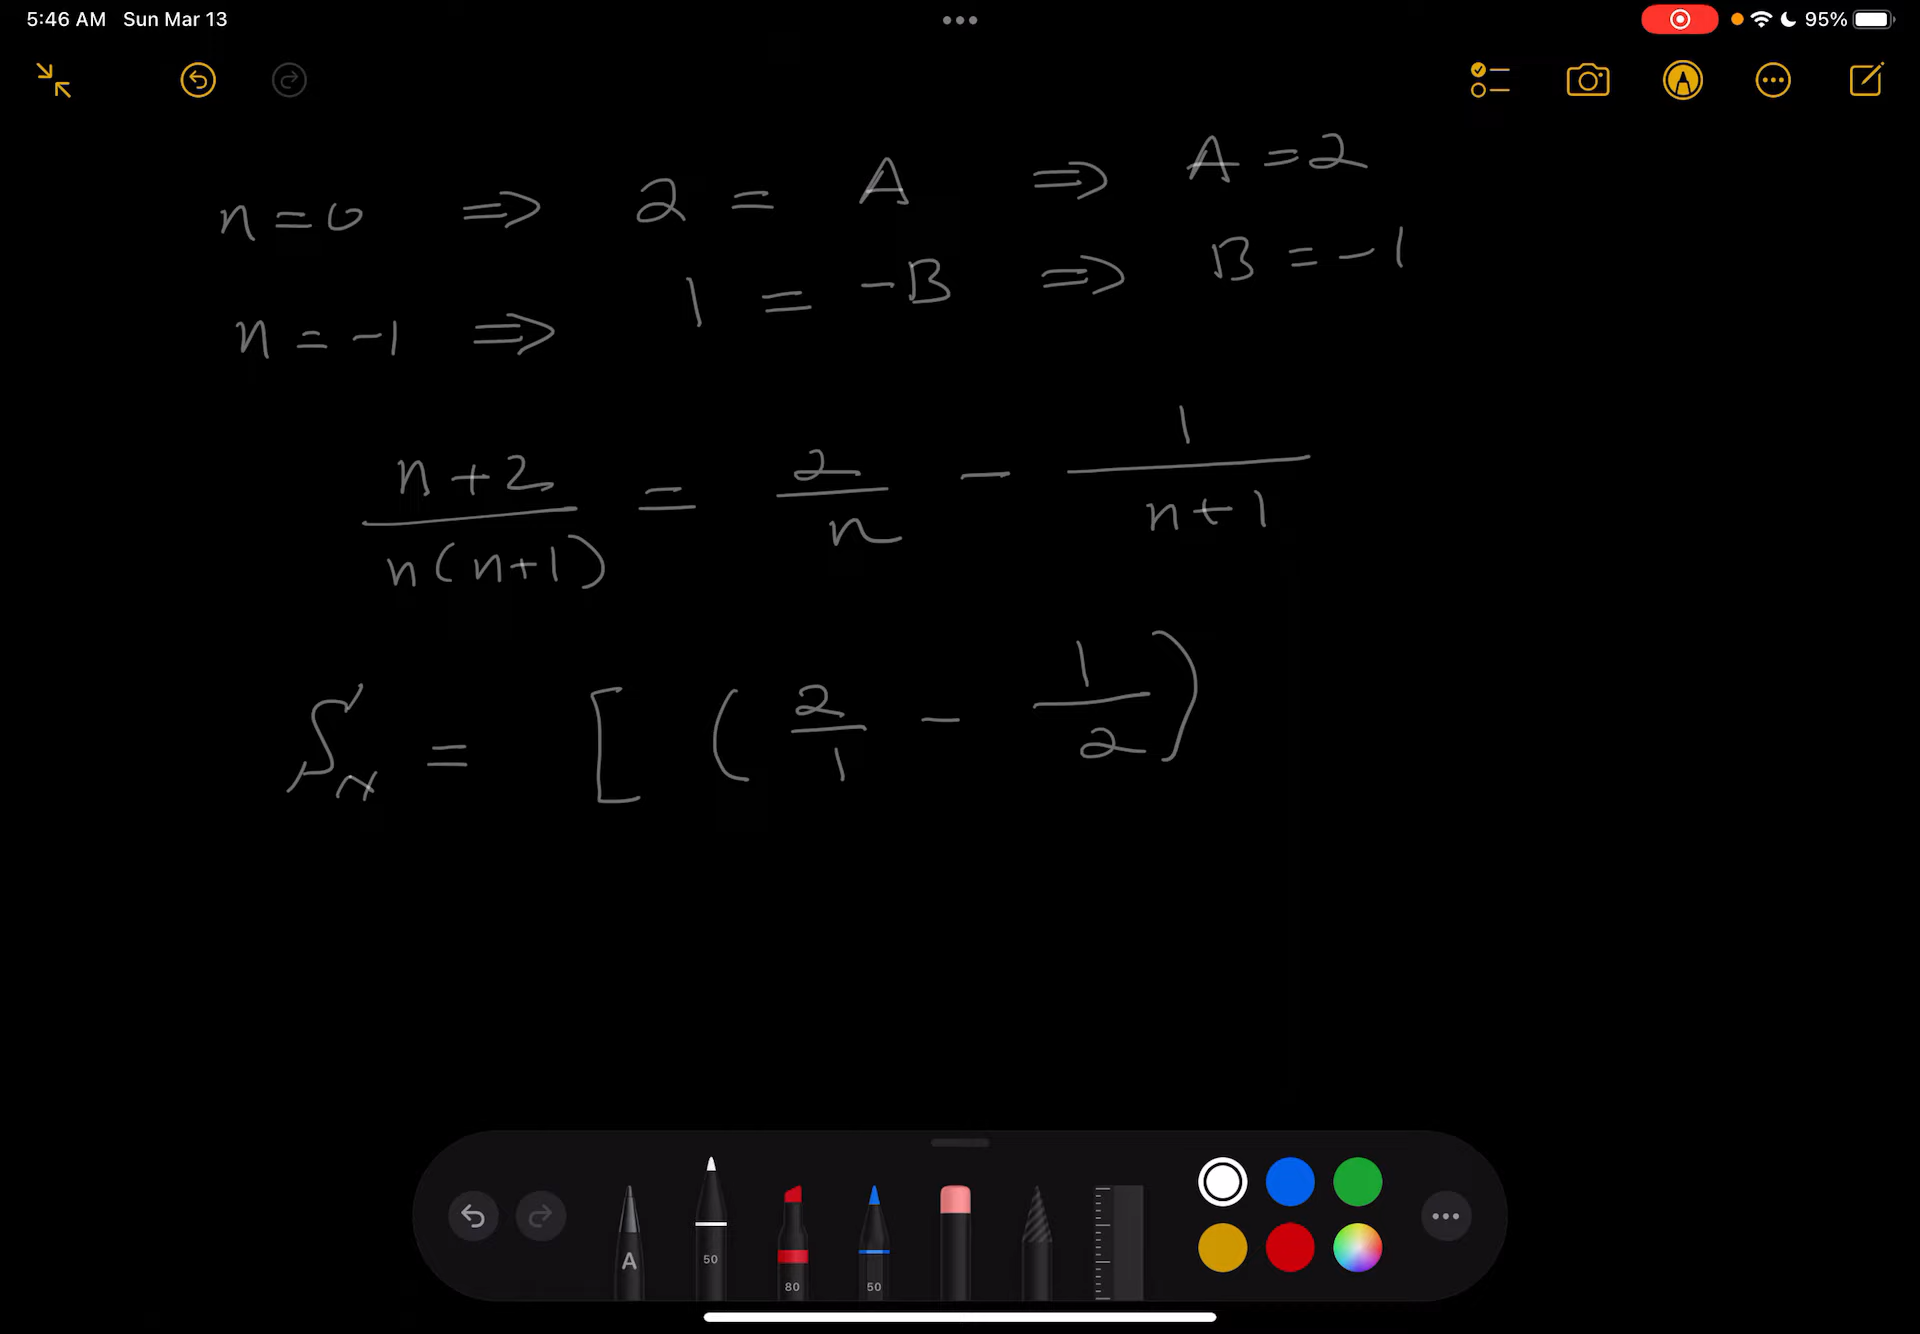 5:46 AM Sun Mar 13 95%
n = 0 ⇒ 2 = A ⇒ A = 2
n = -1 ⇒ 1 = -B ⇒ B = -1
(n+2)/(n(n+1)) = 2/n - 1/(n+1)
S_n = [ (2/1 - 1/2)
A 50 80 50